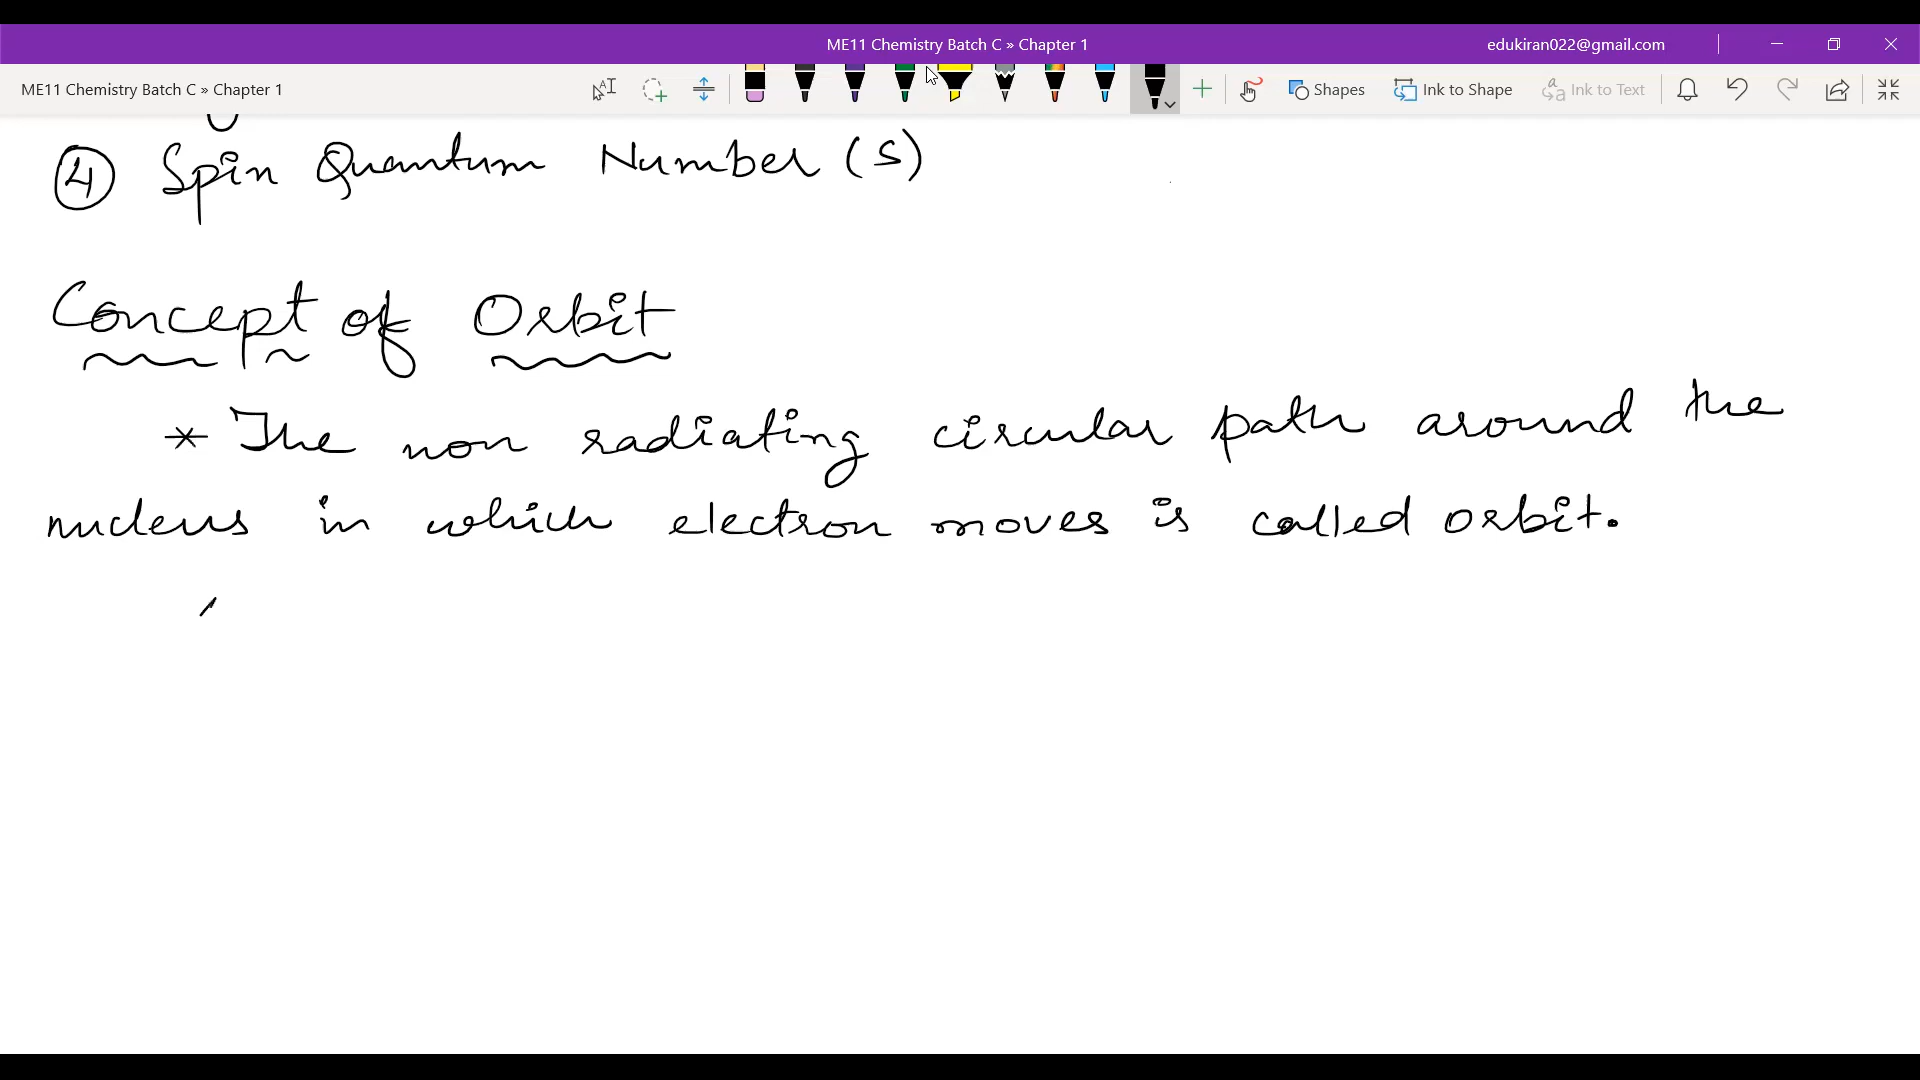 ME11 Chemistry Batch C » Chapter 1
edukiran022@gmail.com
ME11 Chemistry Batch C » Chapter 1
Shapes
Ink to Shape
Ink to Text
④ Spin Quantum Number (s)
Concept of Orbit
* The non radiating circular path around the
nucleus in which electron moves is called orbit.